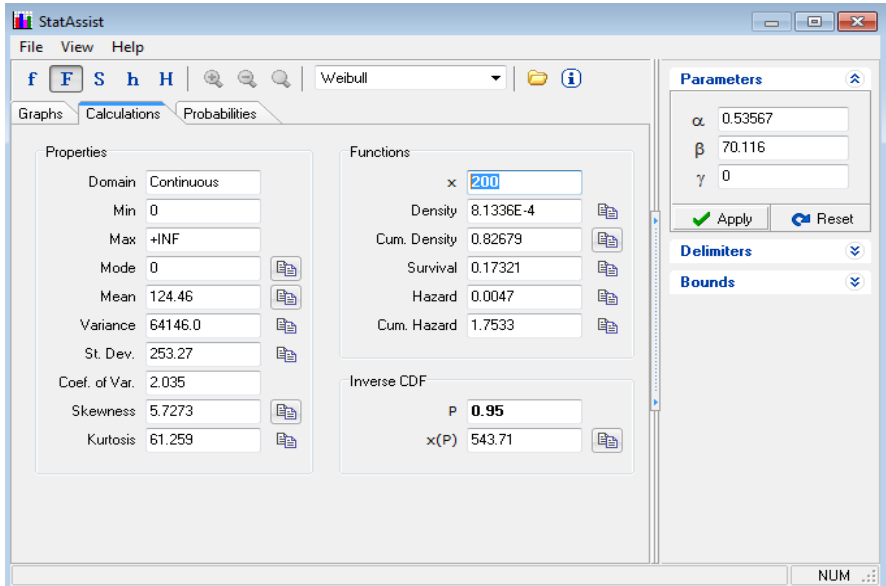 StatAssist
File View Help
f F S h H Weibull
Graphs Calculations Probabilities
Properties
Domain Continuous
Min 0
Max +INF
Mode 0
Mean 124.46
Variance 64146.0
St. Dev. 253.27
Coef. of Var. 2.035
Skewness 5.7273
Kurtosis 61.259
Functions
x 200
Density 8.1336E-4
Cum. Density 0.82679
Survival 0.17321
Hazard 0.0047
Cum. Hazard 1.7533
Inverse CDF
P 0.95
x(P) 543.71
Parameters
α 0.53567
β 70.116
γ 0
Apply Reset
Delimiters
Bounds
NUM